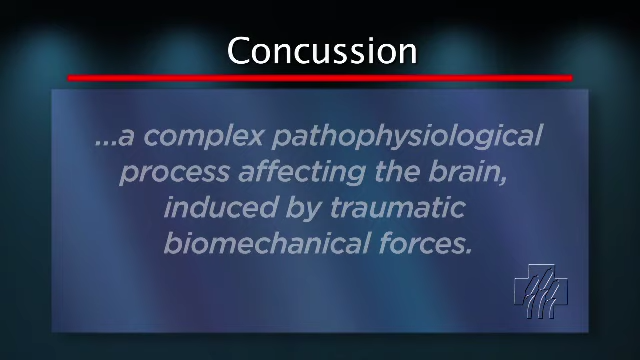 Concussion
...a complex pathophysiological
process affecting the brain,
induced by traumatic
biomechanical forces.